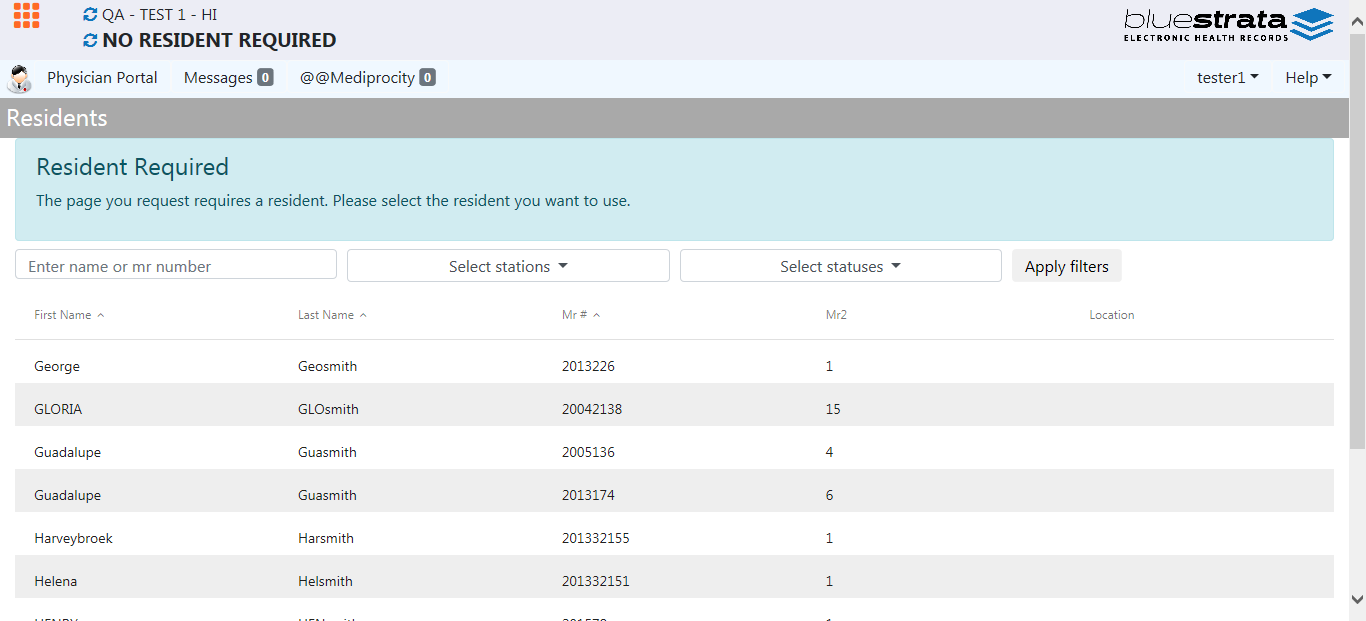 QA - TEST 1 - HI
NO RESIDENT REQUIRED
bluestrata
ELECTRONIC HEALTH RECORDS
Physician Portal Messages 0 @@Mediprocity 0 tester1 Help
Residents
Resident Required
The page you request requires a resident. Please select the resident you want to use.
Enter name or mr number Select stations Select statuses Apply filters
First Name Last Name Mr # Mr2 Location
George Geosmith 2013226 1
GLORIA GLOsmith 20042138 15
Guadalupe Guasmith 2005136 4
Guadalupe Guasmith 2013174 6
Harveybroek Harsmith 201332155 1
Helena Helsmith 201332151 1